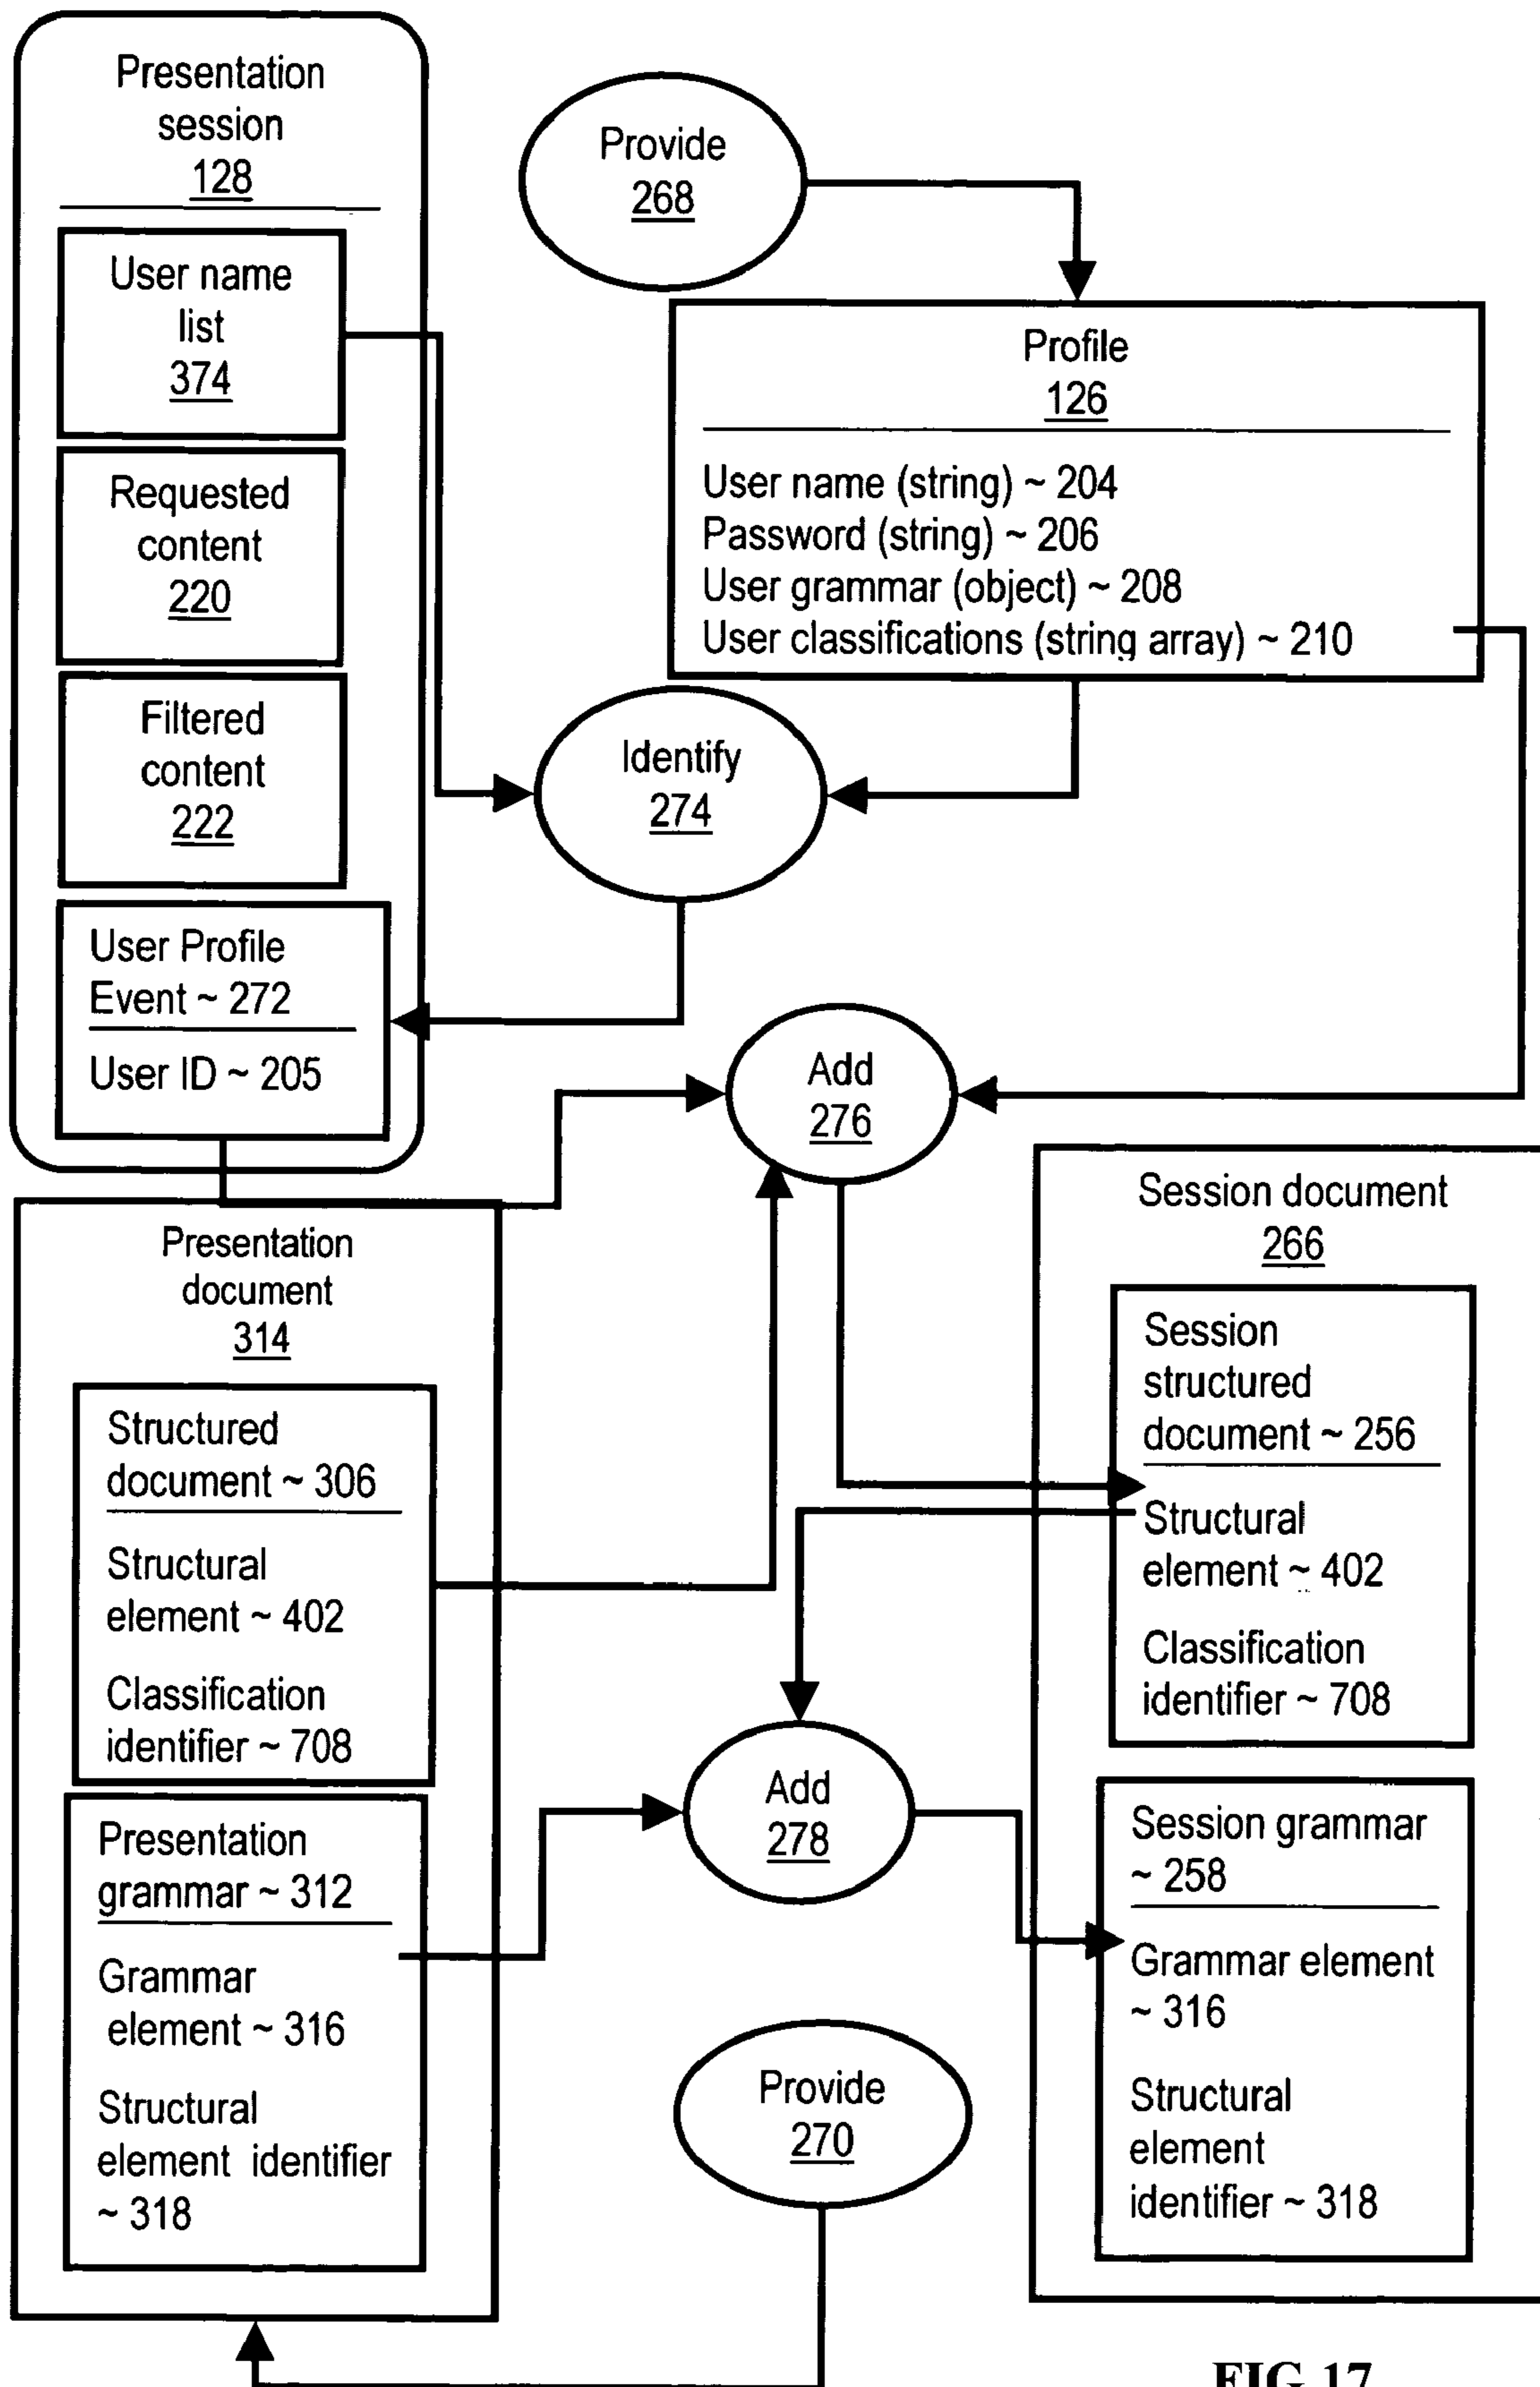 Presentation
session
128
User name
list
374
Requested
content
220
Filtered
content
222
User Profile
Event ~ 272
User ID ~ 205
Provide
268
Profile
126
User name (string) ~ 204
Password (string) ~ 206
User grammar (object) ~ 208
User classifications (string array) ~ 210
Identify
274
Add
276
Presentation
document
314
Structured
document ~ 306
Structural
element ~ 402
Classification
identifier ~ 708
Presentation
grammar ~ 312
Grammar
element ~ 316
Structural
element identifier
~ 318
Add
278
Provide
270
Session document
266
Session
structured
document ~ 256
Structural
element ~ 402
Classification
identifier ~ 708
Session grammar
~ 258
Grammar element
~ 316
Structural
element
identifier ~ 318
FIG 17